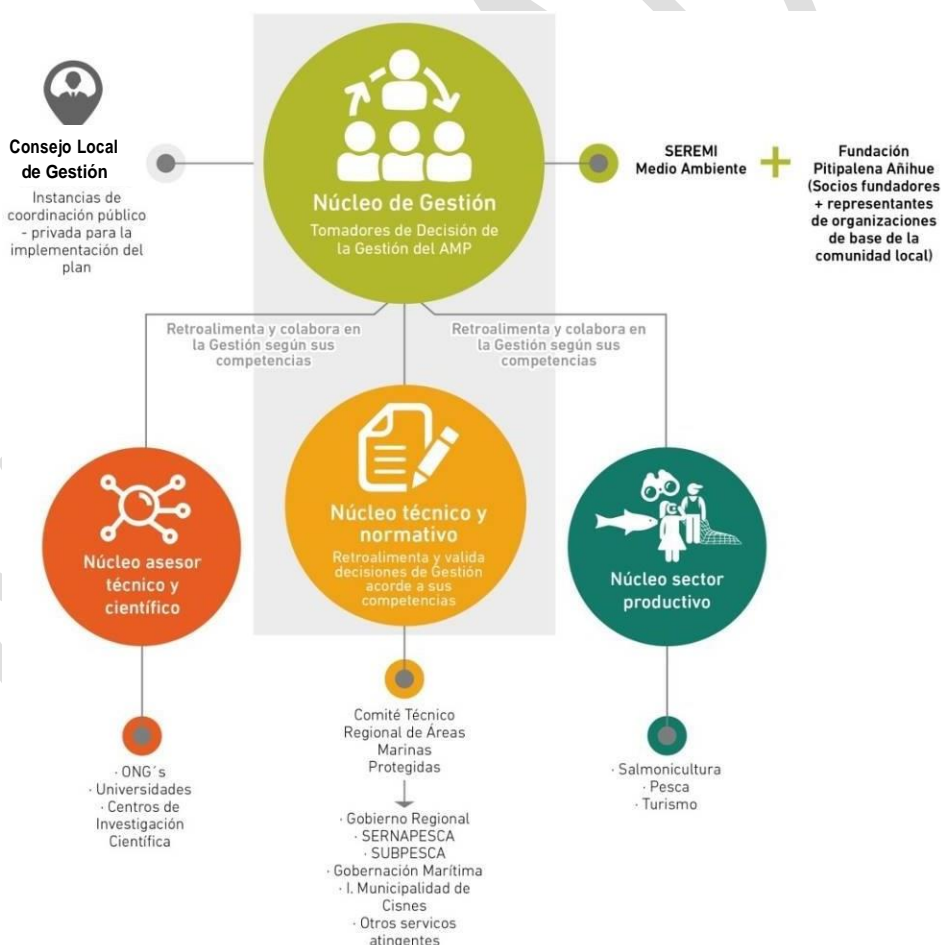 Consejo Local
de Gestión
Instancias de
coordinación público
- privada para la
implementación del
plan
Núcleo de Gestión
Tomadores de Decisión de
la Gestión del AMP
SEREMI
Medio Ambiente
+
Fundación
Pitipalena Añihue
(Socios fundadores
+ representantes
de organizaciones
de base de la
comunidad local)
Retroalimenta y colabora en
la Gestión según sus
competencias
Retroalimenta y colabora en
la Gestión según sus
competencias
Núcleo asesor
técnico y
científico
Núcleo técnico y
normativo
Retroalimenta y valida
decisiones de Gestión
acorde a sus
competencias
Núcleo sector
productivo
· ONG´s
· Universidades
· Centros de
Investigación
Científica
Comité Técnico
Regional de Áreas
Marinas
Protegidas
· Gobierno Regional
· SERNAPESCA
· SUBPESCA
· Gobernación Marítima
· I. Municipalidad de
Cisnes
· Otros servicos
atingentes
· Salmonicultura
· Pesca
· Turismo